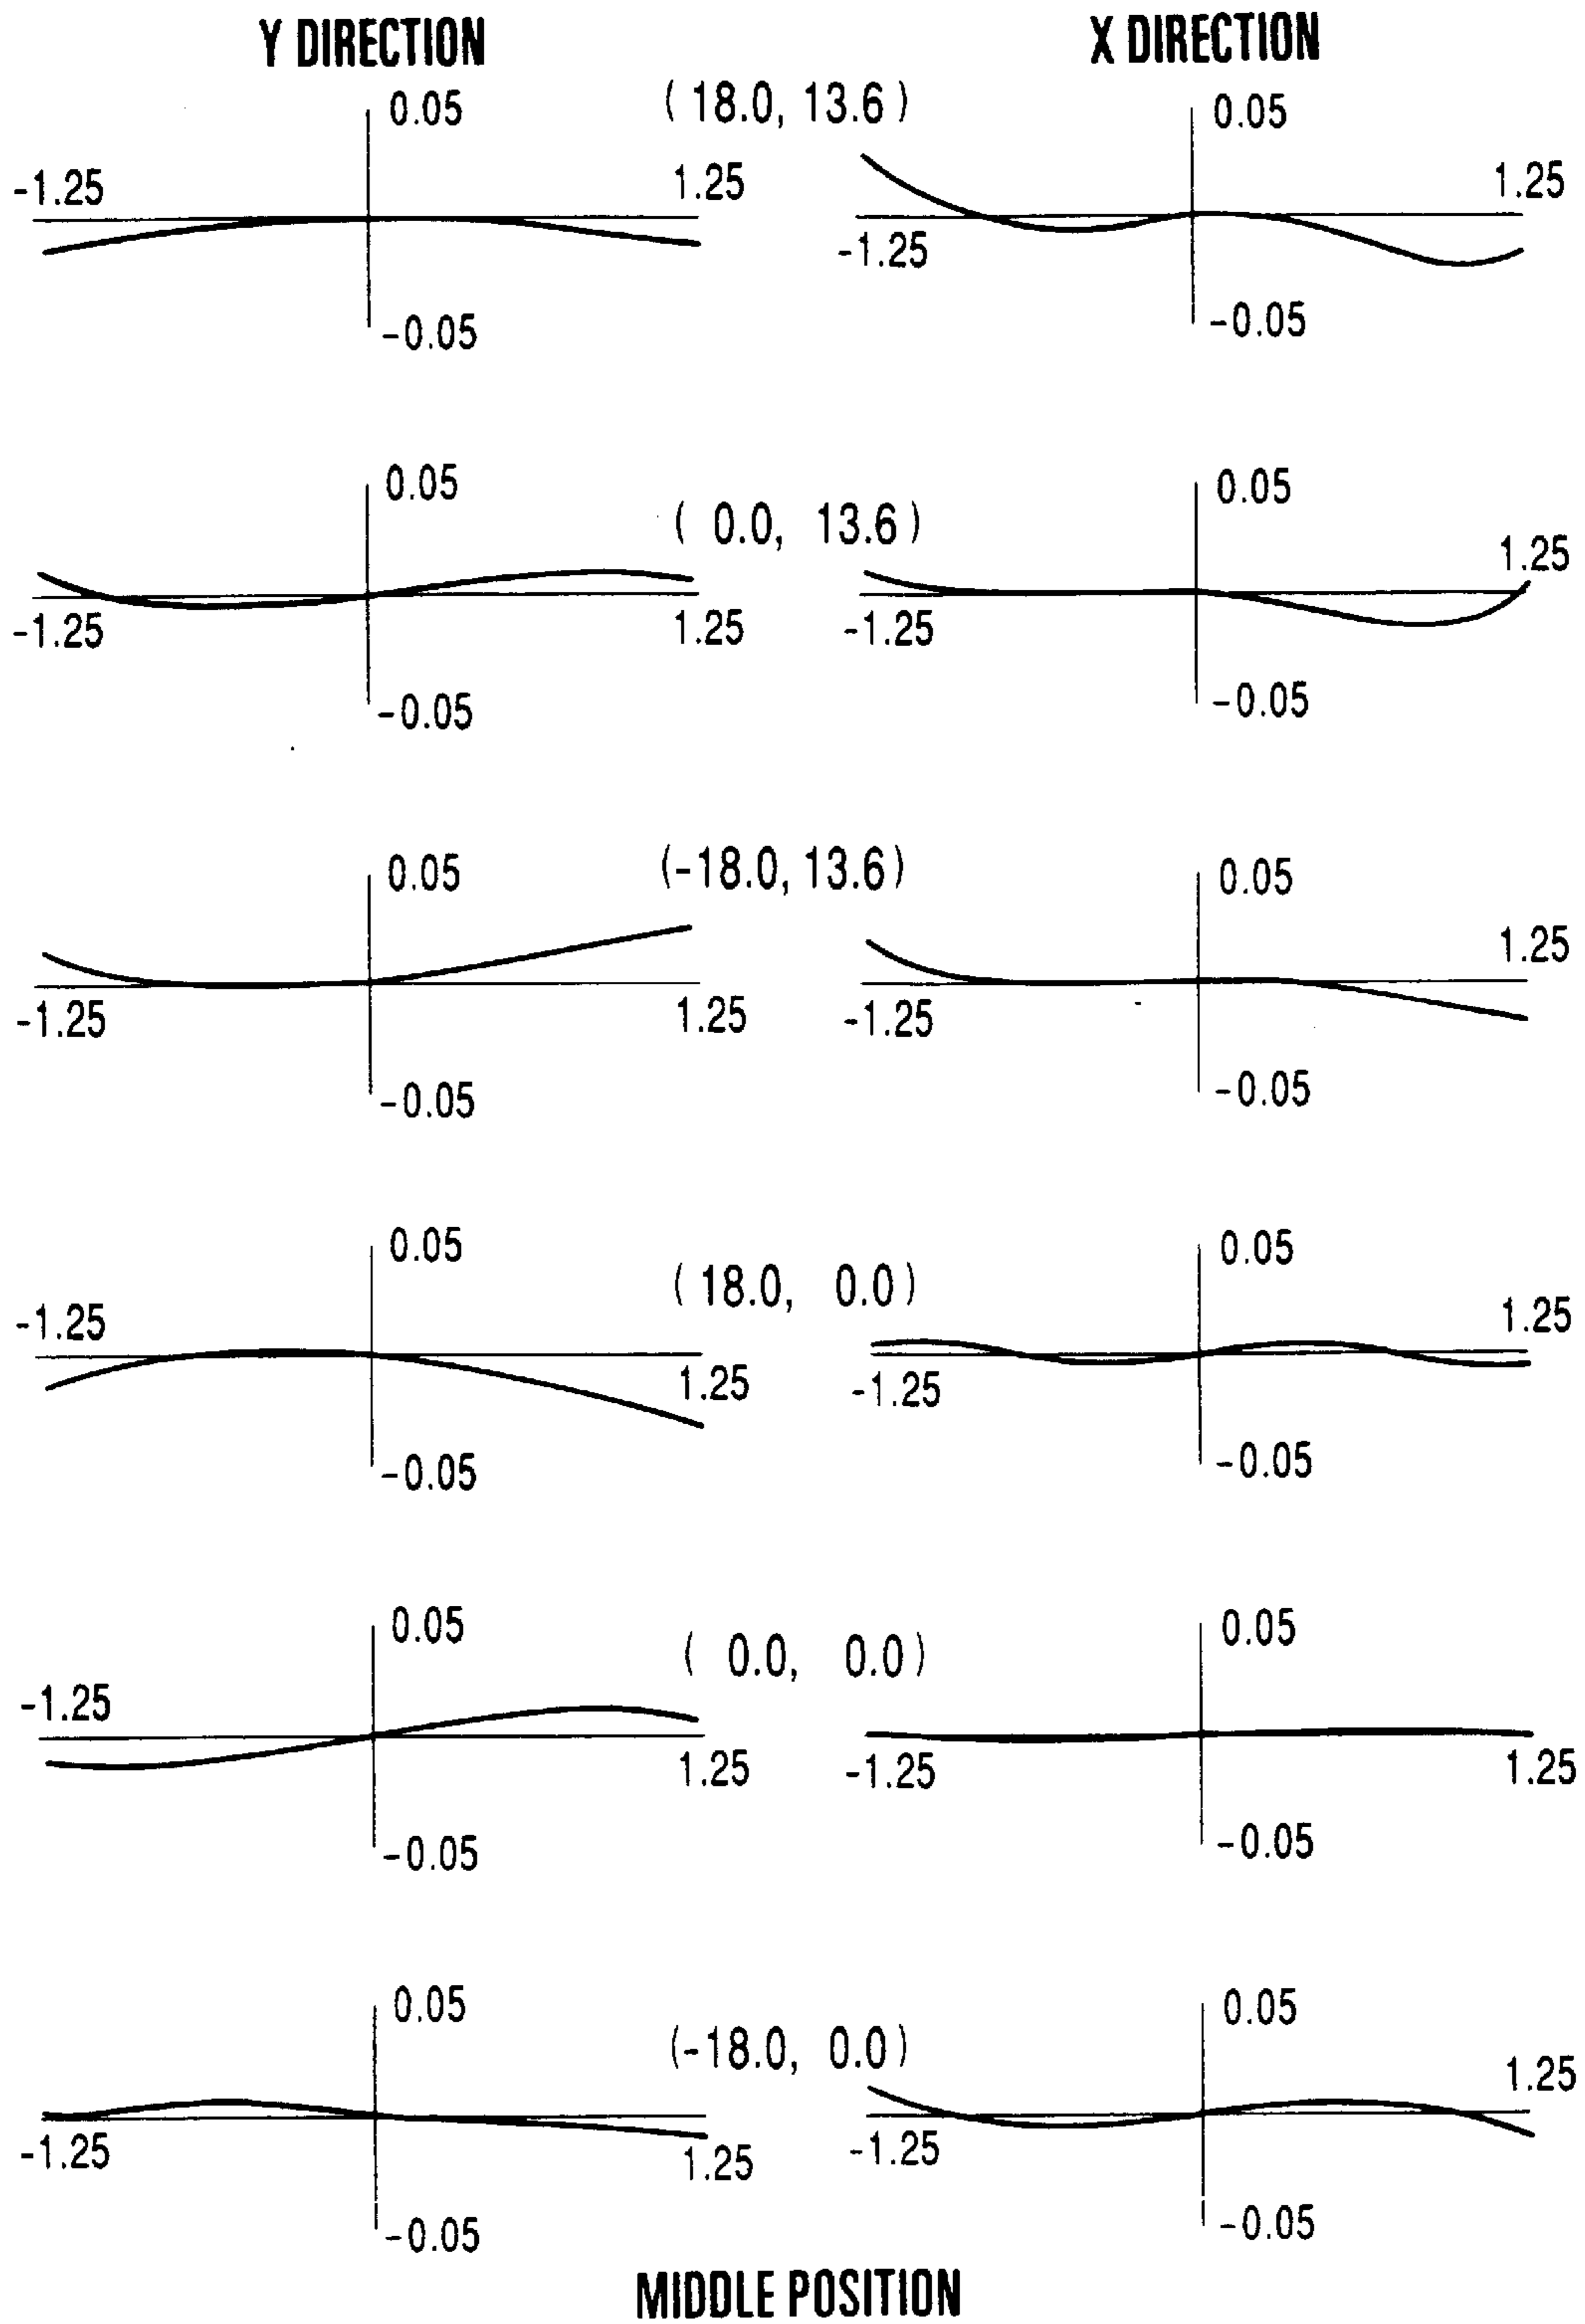 Y DIRECTION X DIRECTION
0.05 (18.0, 13.6) 0.05
-1.25 1.25 1.25
-1.25
-0.05 -0.05
0.05 (0.0, 13.6) 0.05
1.25
-1.25 1.25 -1.25
-0.05 -0.05
0.05 (-18.0, 13.6) 0.05
1.25
-1.25 1.25 -1.25
-0.05 -0.05
0.05 (18.0, 0.0) 0.05
-1.25 1.25
1.25 -1.25
-0.05 -0.05
0.05 (0.0, 0.0) 0.05
-1.25
1.25 -1.25 1.25
-0.05 -0.05
0.05 (-18.0, 0.0) 0.05
1.25
-1.25 1.25 -1.25
-0.05 -0.05
MIDDLE POSITION